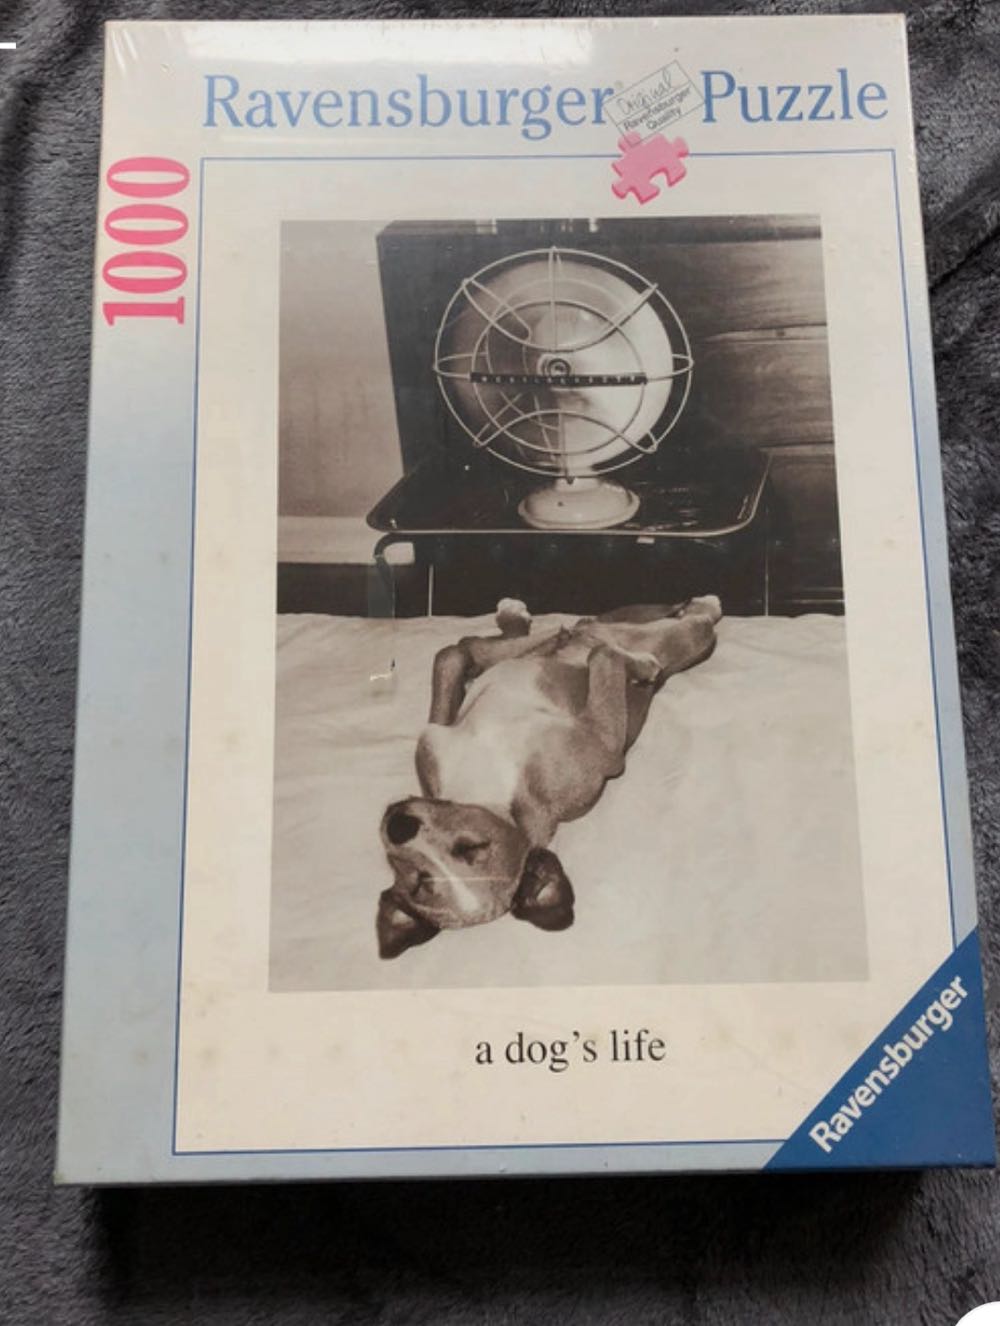 Ravensburger® Puzzle
Original
Ravensburger
Quality
1000
a dog's life
Ravensburger